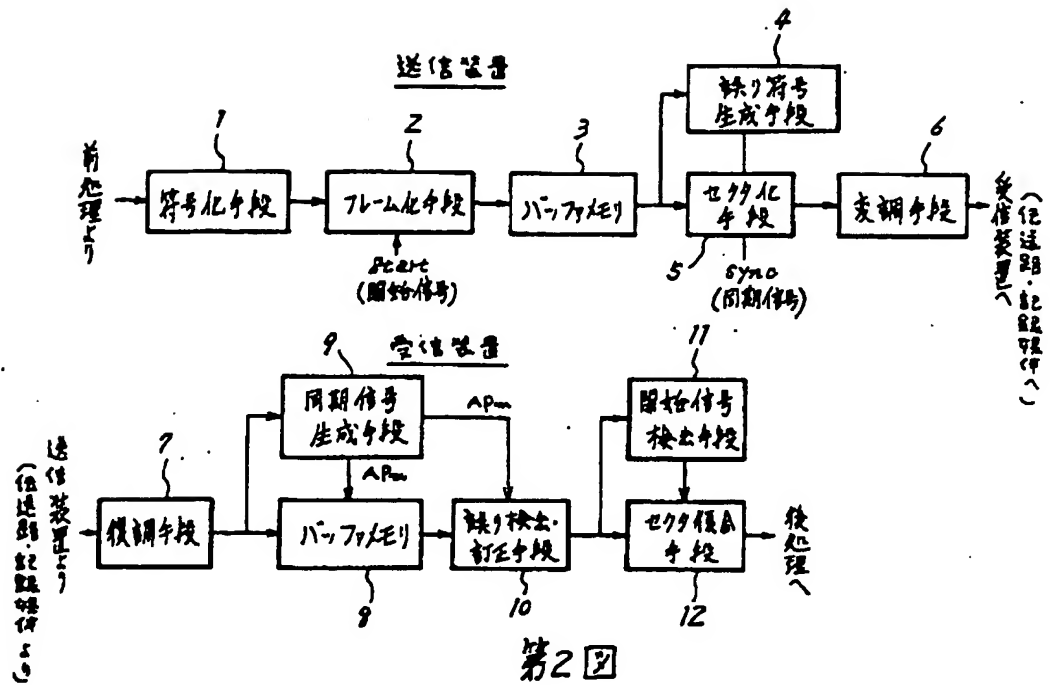 送信装置
4
誤り符号
生成手段
1
2
3
6
前処理より
符号化手段
フレーム化手段
バッファメモリ
セクタ化
手段
変調手段
受信装置へ
(伝送路・記録媒体へ)
start
(開始信号)
5
sync
(同期信号)
受信装置
9
同期信号
生成手段
11
開始信号
検出手段
送信装置より
(伝送路・記録媒体より)
7
復調手段
バッファメモリ
誤り検出・
訂正手段
セクタ復合
手段
後処理へ
8
10
12
第2図